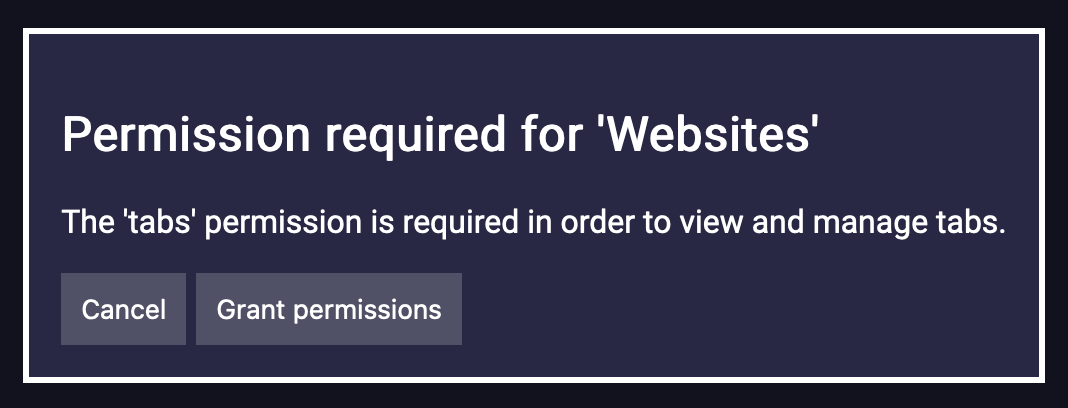 Permission required for 'Websites'
The 'tabs' permission is required in order to view and manage tabs.
Cancel
Grant permissions